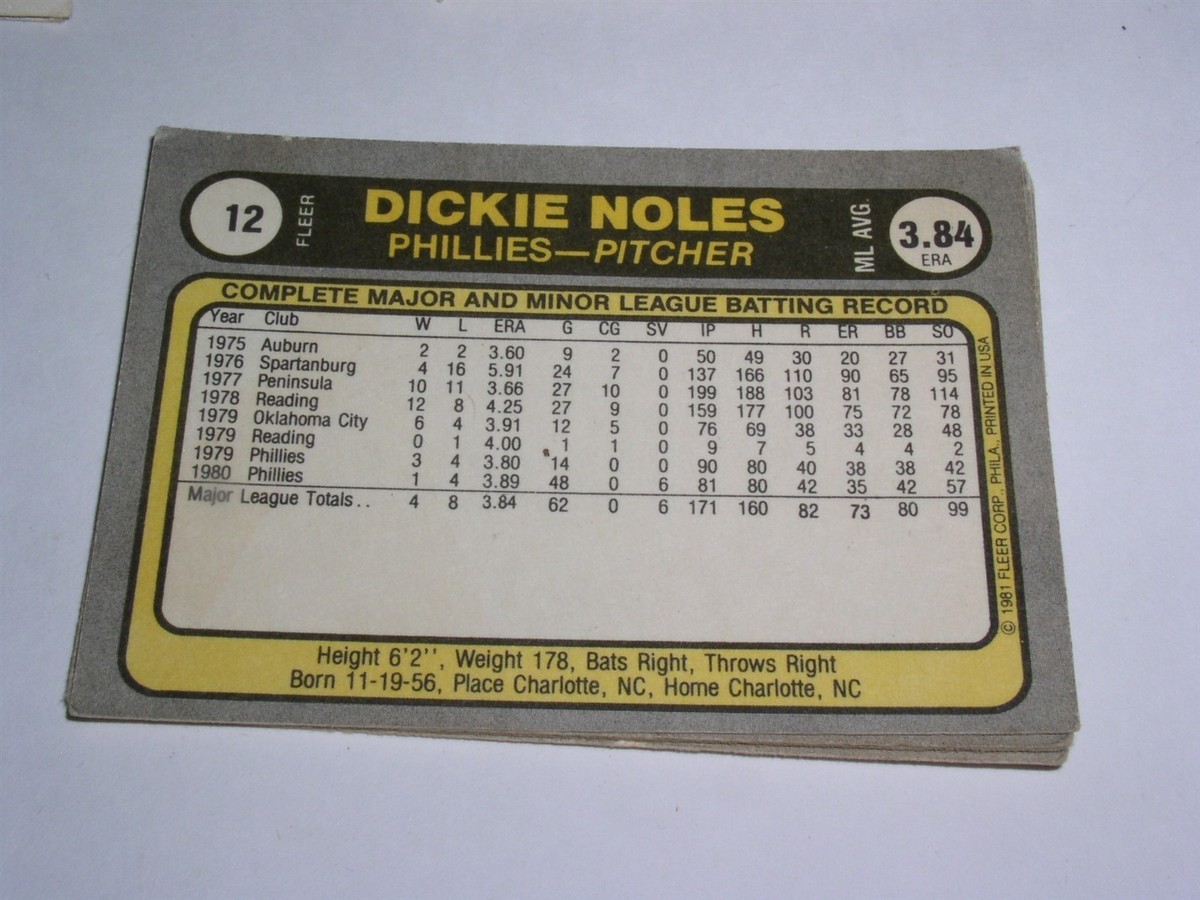 12 FLEER DICKIE NOLES ML AVG. 3.84
PHILLIES—PITCHER ERA
COMPLETE MAJOR AND MINOR LEAGUE BATTING RECORD
Year Club W L ERA G CG SV IP H R ER BB SO
1975 Auburn 2 2 3.60 9 2 0 50 49 30 20 27 31
1976 Spartanburg 4 16 5.91 24 7 0 137 166 110 90 65 95
1977 Peninsula 10 11 3.66 27 10 0 199 188 103 81 78 114
1978 Reading 12 8 4.25 27 9 0 159 177 100 75 72 78
1979 Oklahoma City 6 4 3.91 12 5 0 76 69 38 33 28 48
1979 Reading 0 1 4.00 1 1 0 9 7 5 4 4 2
1979 Phillies 3 4 3.80 14 0 0 90 80 40 38 38 42
1980 Phillies 1 4 3.89 48 0 6 81 80 42 35 42 57
Major League Totals.. 4 8 3.84 62 0 6 171 160 82 73 80 99
© 1981 FLEER CORP., PHILA., PRINTED IN USA
Height 6'2'', Weight 178, Bats Right, Throws Right
Born 11-19-56, Place Charlotte, NC, Home Charlotte, NC